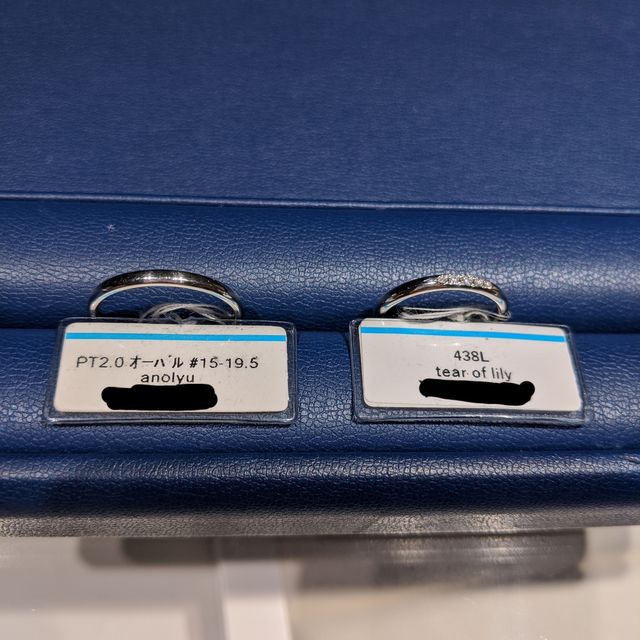 PT2.0 オーバル #15-19.5
anolyu
438L
tear of lily